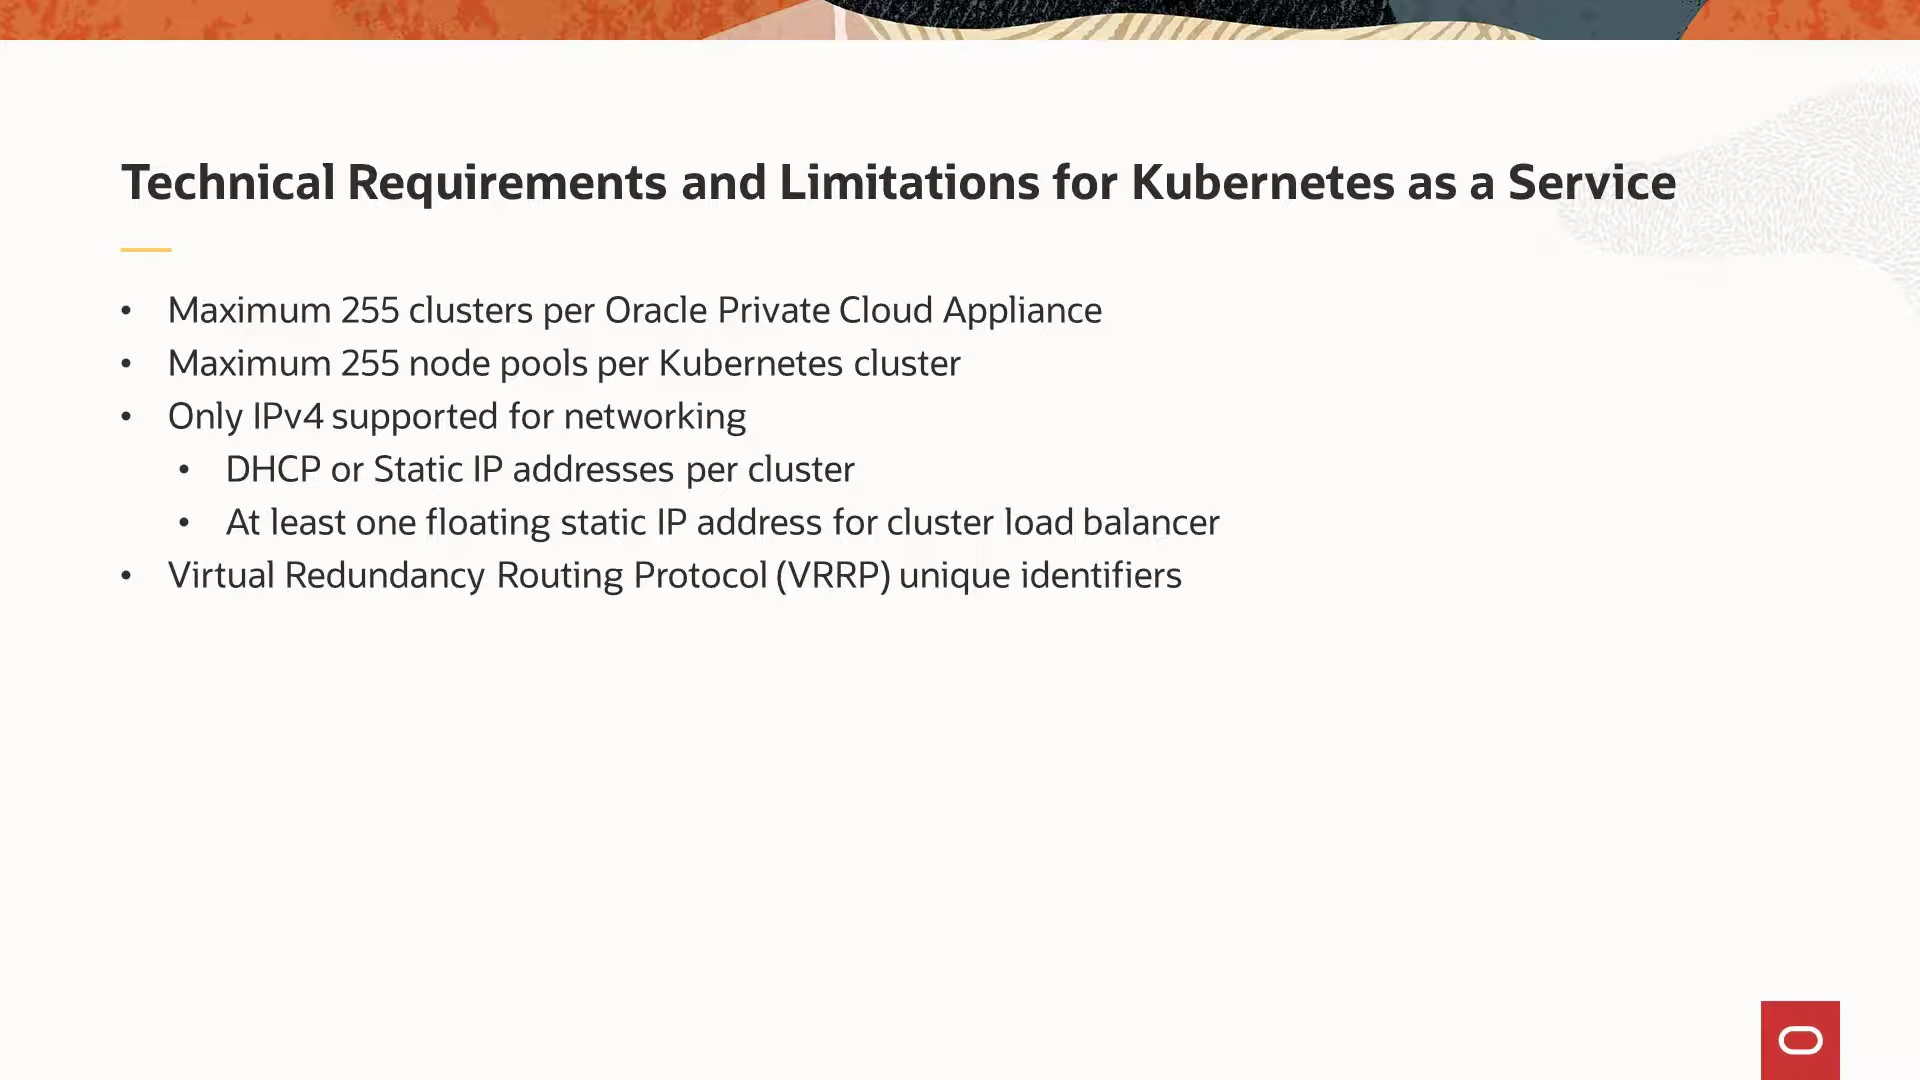 Technical Requirements and Limitations for Kubernetes as a Service
• Maximum 255 clusters per Oracle Private Cloud Appliance
• Maximum 255 node pools per Kubernetes cluster
• Only IPv4 supported for networking
• DHCP or Static IP addresses per cluster
• At least one floating static IP address for cluster load balancer
• Virtual Redundancy Routing Protocol (VRRP) unique identifiers